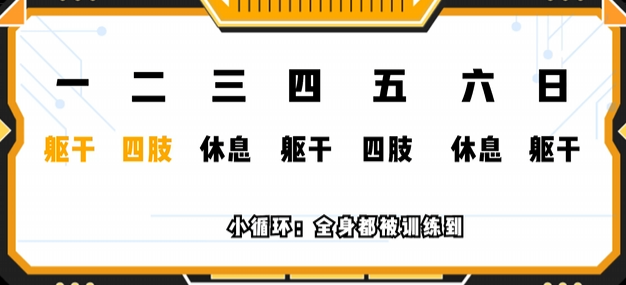 一 二 三 四 五 六 日
躯干 四肢 休息 躯干 四肢 休息 躯干
小循环：全身都被训练到